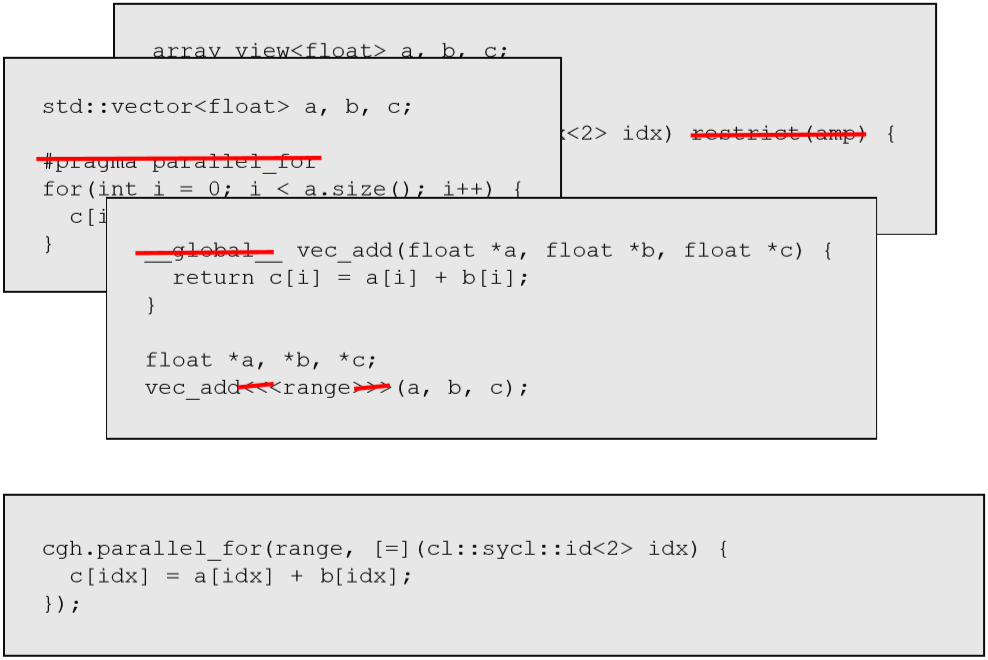 array_view<float> a, b, c;
<2> idx) restrict(amp) {
std::vector<float> a, b, c;
#pragma parallel_for
for(int i = 0; i < a.size(); i++) {
c[i
}
__global__ vec_add(float *a, float *b, float *c) {
return c[i] = a[i] + b[i];
}
float *a, *b, *c;
vec_add<<<range>>>(a, b, c);
cgh.parallel_for(range, [=](cl::sycl::id<2> idx) {
c[idx] = a[idx] + b[idx];
});